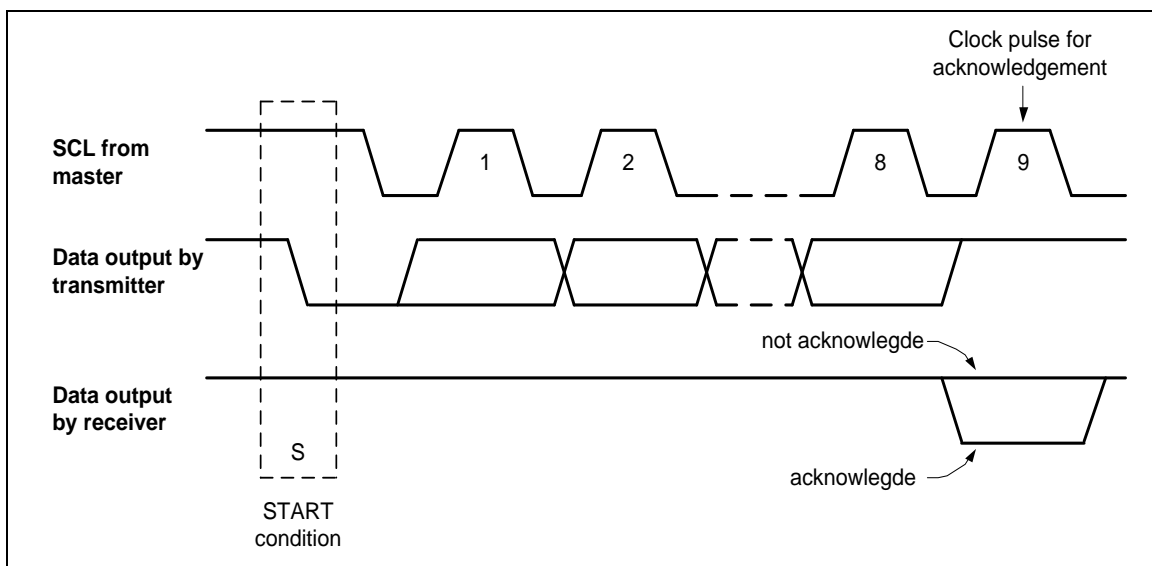 Clock pulse for
acknowledgement
SCL from
master
1
2
8
9
Data output by
transmitter
not acknowlegde
Data output
by receiver
S
acknowlegde
START
condition